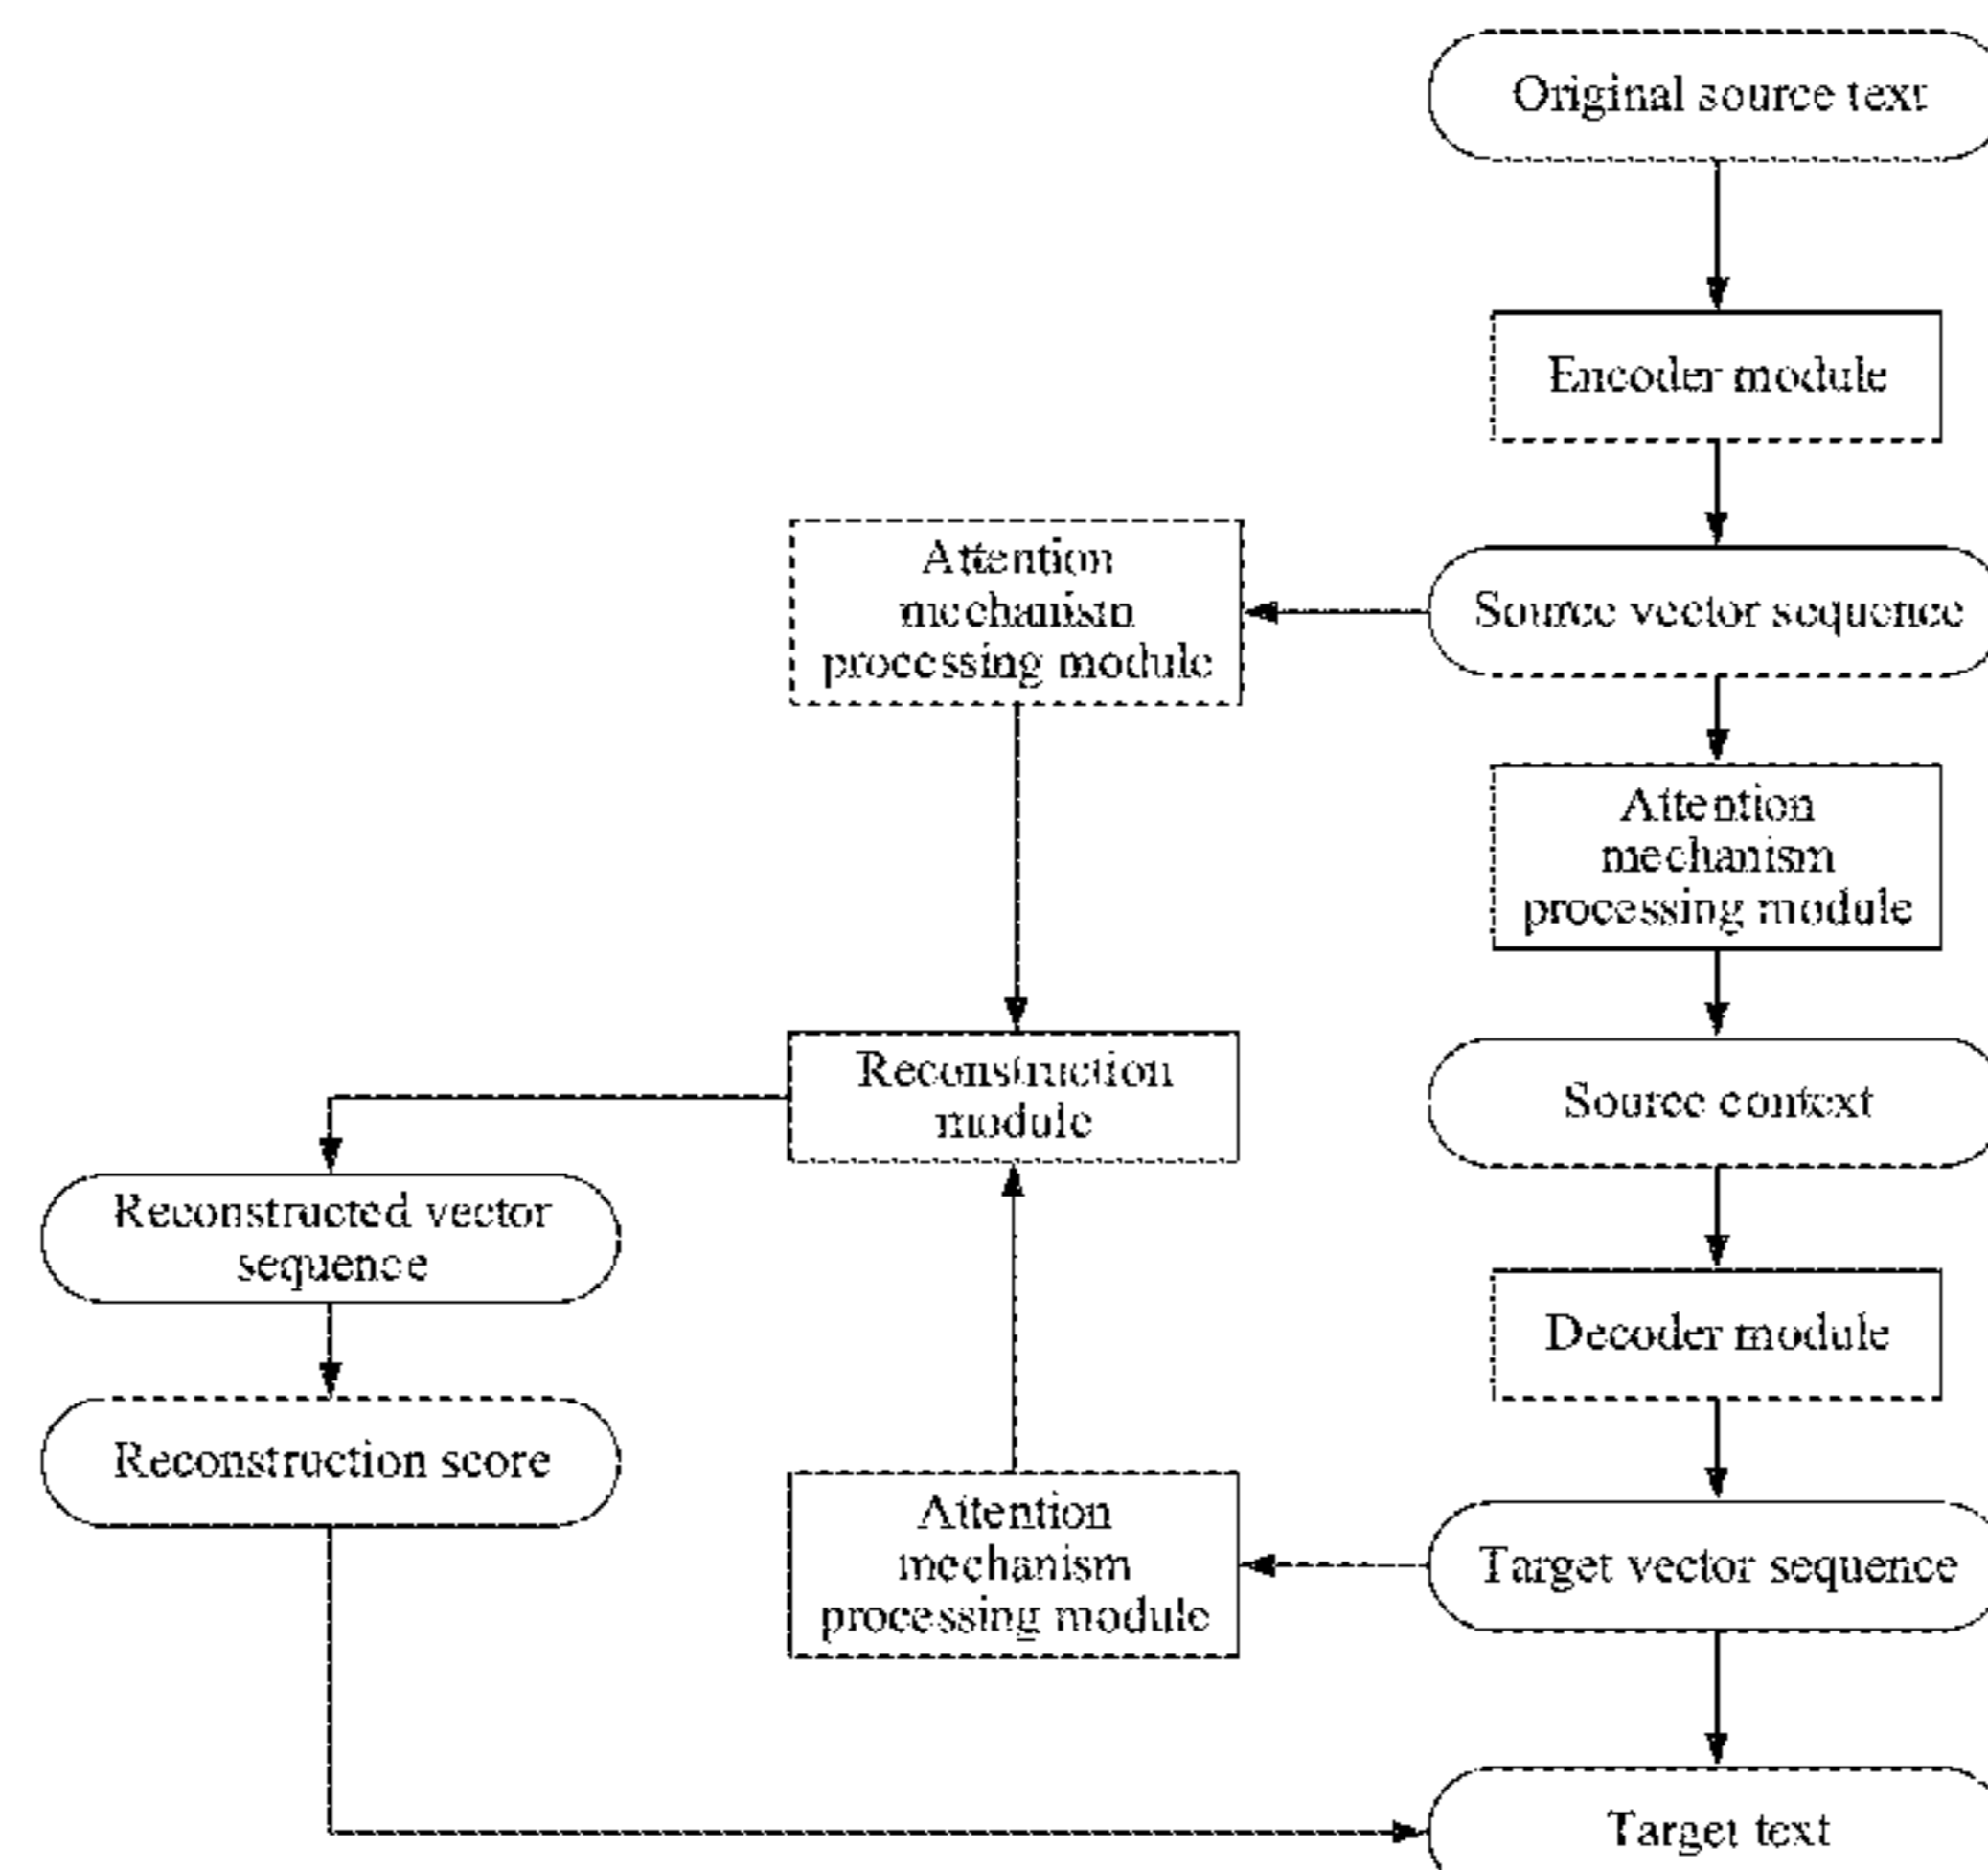 Original source text
Encoder module
Attention
mechanism
processing module
Source vector sequence
Attention
mechanism
processing module
Reconstruction
module
Source context
Reconstructed vector
sequence
Decoder module
Reconstruction score
Attention
mechanism
processing module
Target vector sequence
Target text